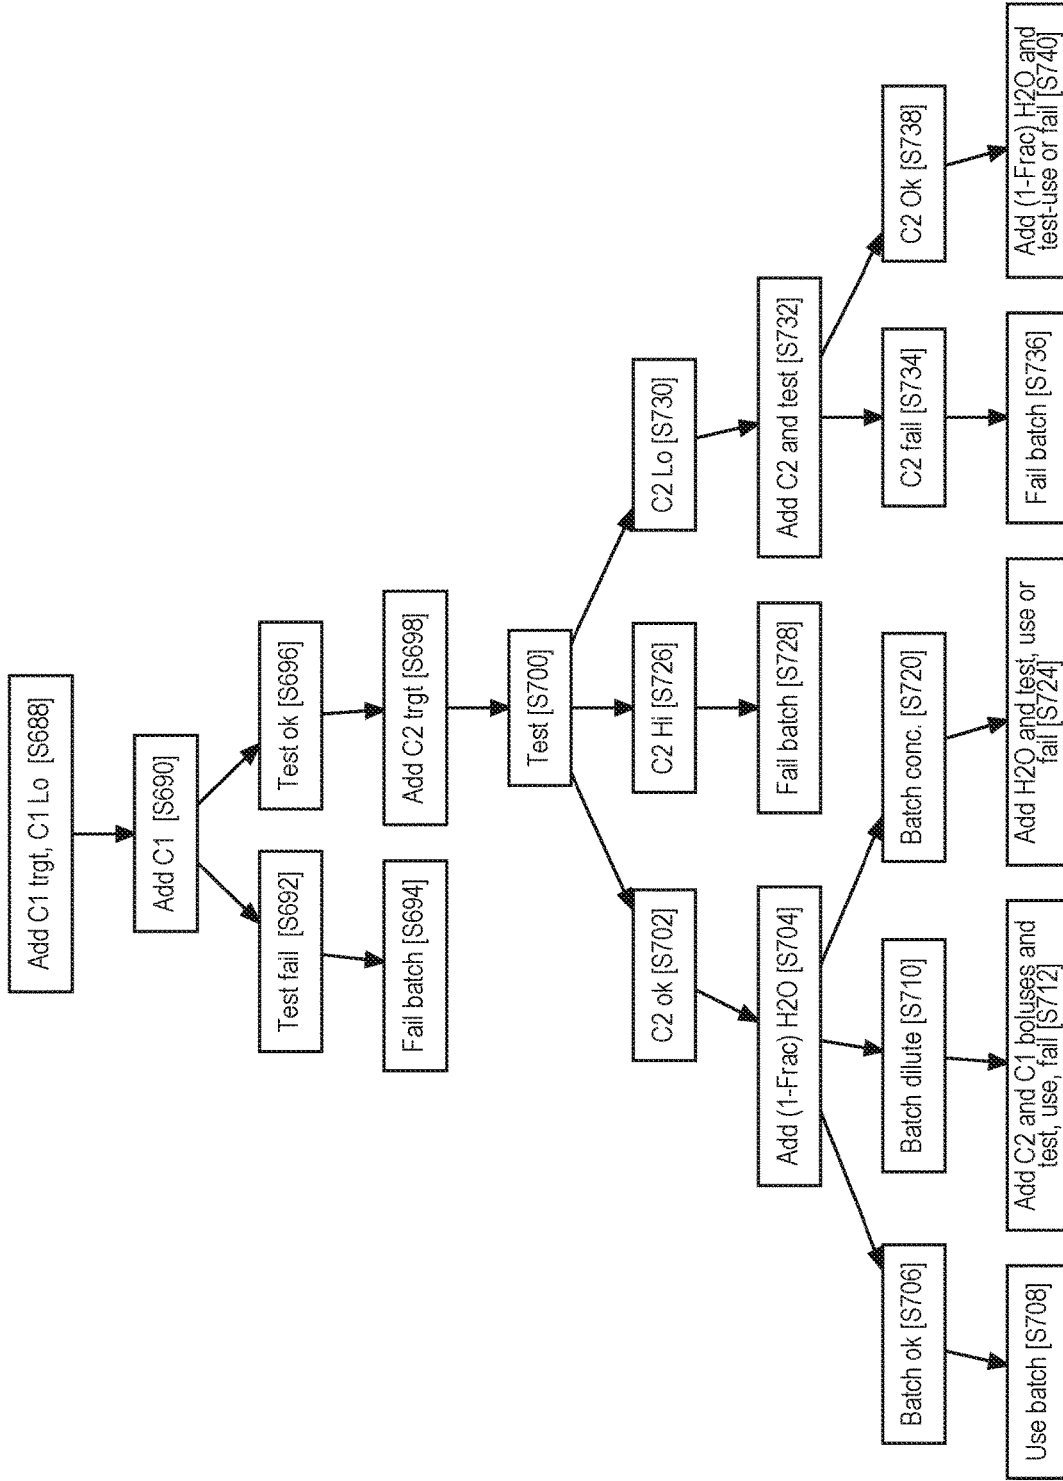 Add C1 trgt, C1 Lo [S688]
Add C1 [S690]
Test fail [S692]
Test ok [S696]
Fail batch [S694]
Add C2 trgt [S698]
Test [S700]
C2 ok [S702]
C2 Hi [S726]
C2 Lo [S730]
Add (1-Frac) H2O [S704]
Fail batch [S728]
Add C2 and test [S732]
Batch ok [S706]
Batch dilute [S710]
Batch conc. [S720]
C2 fail [S734]
C2 Ok [S738]
Use batch [S708]
Add C2 and C1 boluses and
test, use, fail [S712]
Add H2O and test, use or
fail [S724]
Fail batch [S736]
Add (1-Frac) H2O and
test-use or fail [S740]